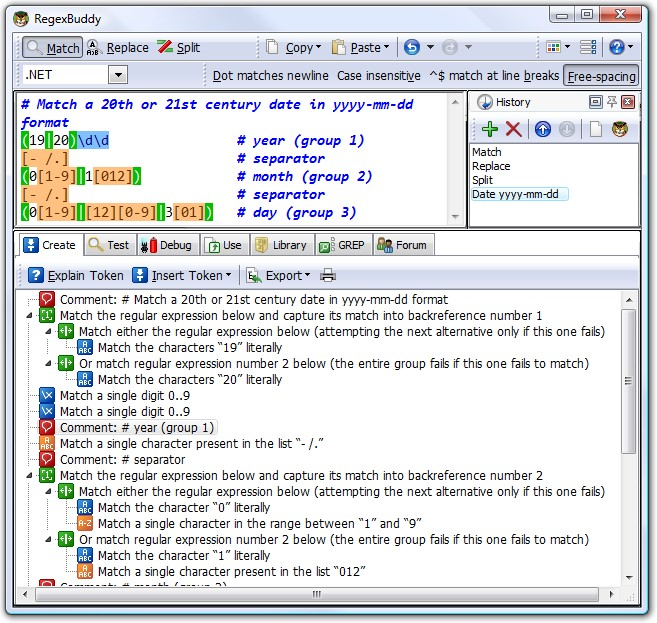 RegexBuddy
Match Replace Split Copy Paste
.NET Dot matches newline Case insensitive ^$ match at line breaks Free-spacing
# Match a 20th or 21st century date in yyyy-mm-dd
format
(19|20)\d\d # year (group 1)
[- /.] # separator
(0[1-9]|1[012]) # month (group 2)
[- /.] # separator
(0[1-9]|[12][0-9]|3[01]) # day (group 3)
History
Match
Replace
Split
Date yyyy-mm-dd
Create Test Debug Use Library GREP Forum
Explain Token Insert Token Export
Comment: # Match a 20th or 21st century date in yyyy-mm-dd format
Match the regular expression below and capture its match into backreference number 1
Match either the regular expression below (attempting the next alternative only if this one fails)
Match the characters “19” literally
Or match regular expression number 2 below (the entire group fails if this one fails to match)
Match the characters “20” literally
Match a single digit 0..9
Match a single digit 0..9
Comment: # year (group 1)
Match a single character present in the list “- /.”
Comment: # separator
Match the regular expression below and capture its match into backreference number 2
Match either the regular expression below (attempting the next alternative only if this one fails)
Match the character “0” literally
Match a single character in the range between “1” and “9”
Or match regular expression number 2 below (the entire group fails if this one fails to match)
Match the character “1” literally
Match a single character present in the list “012”
Comment: # month (group 2)